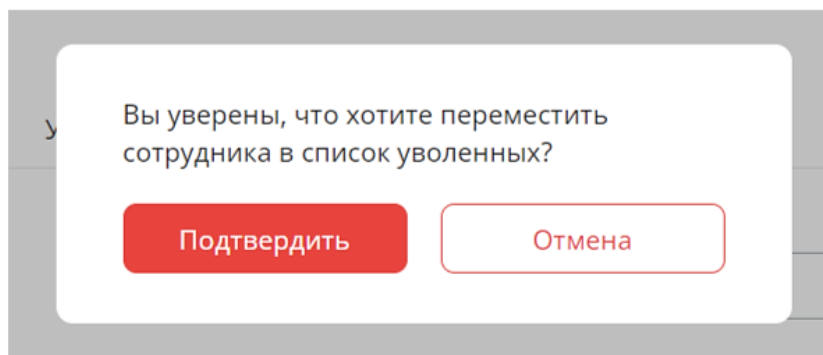 Вы уверены, что хотите переместить
сотрудника в список уволенных?
Подтвердить
Отмена